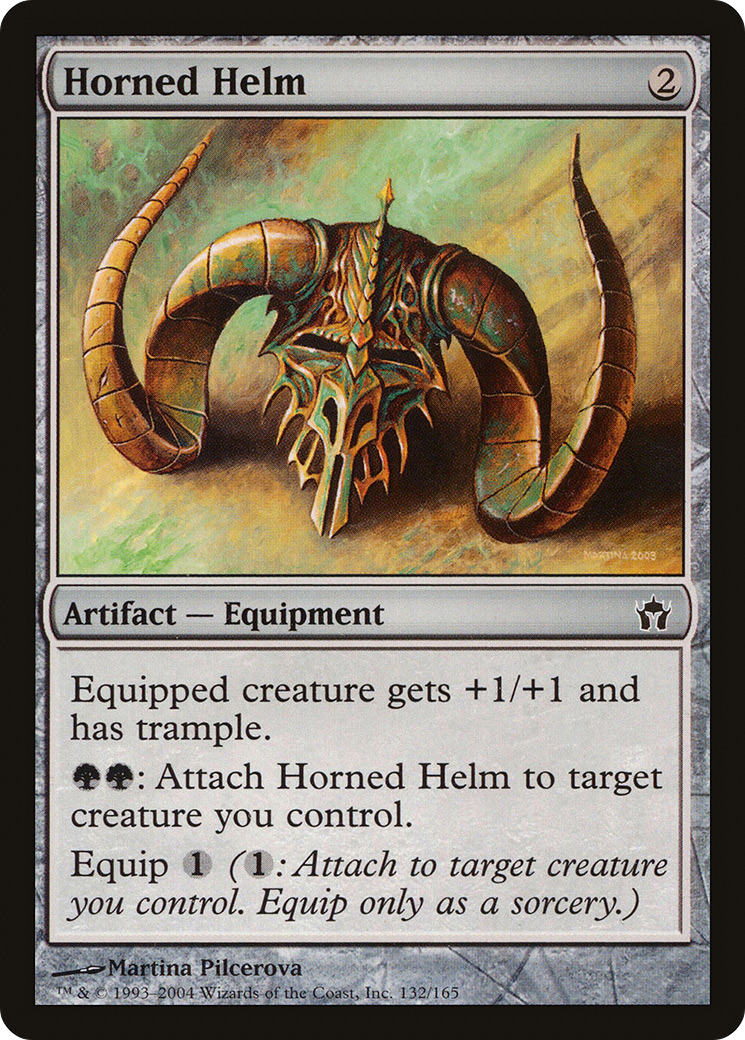 Horned Helm 2
MARTINA 2003
Artifact — Equipment
Equipped creature gets +1/+1 and
has trample.
: Attach Horned Helm to target
creature you control.
Equip 1 (1: Attach to target creature
you control. Equip only as a sorcery.)
Martina Pilcerova
™ & © 1993–2004 Wizards of the Coast, Inc. 132/165